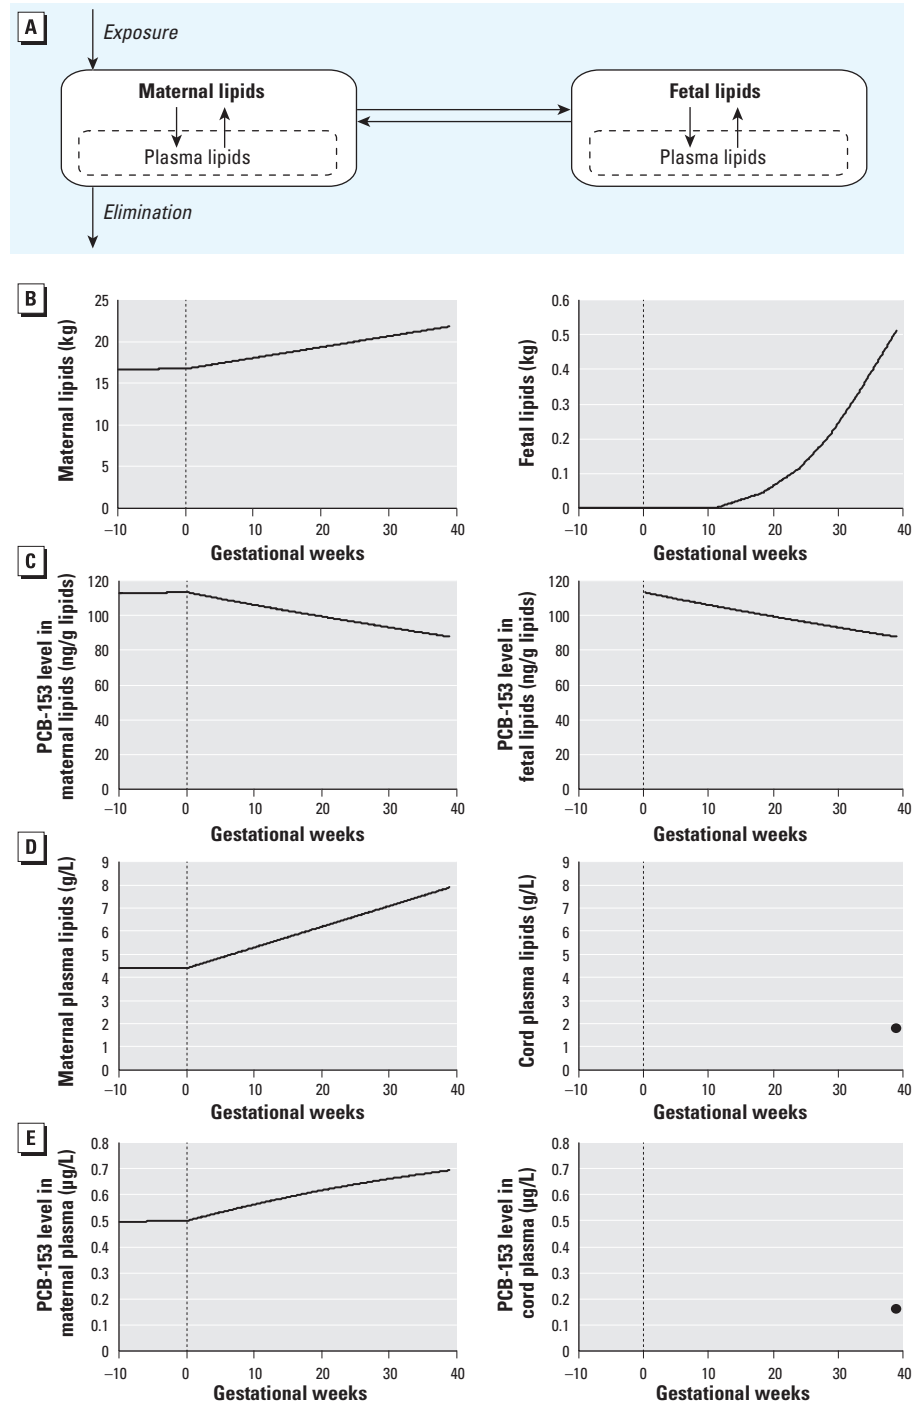 A
Exposure
Maternal lipids
Plasma lipids
Fetal lipids
Plasma lipids
Elimination
B
Maternal lipids (kg)
25
20
15
10
5
0
–10 0 10 20 30 40
Gestational weeks
Fetal lipids (kg)
0.6
0.5
0.4
0.3
0.2
0.1
0
–10 0 10 20 30 40
Gestational weeks
C
PCB-153 level in
maternal lipids (ng/g lipids)
120
100
80
60
40
20
0
–10 0 10 20 30 40
Gestational weeks
PCB-153 level in
fetal lipids (ng/g lipids)
120
100
80
60
40
20
0
–10 0 10 20 30 40
Gestational weeks
D
Maternal plasma lipids (g/L)
9
8
7
6
5
4
3
2
1
0
–10 0 10 20 30 40
Gestational weeks
Cord plasma lipids (g/L)
9
8
7
6
5
4
3
2
1
0
–10 0 10 20 30 40
Gestational weeks
E
PCB-153 level in
maternal plasma (µg/L)
0.8
0.7
0.6
0.5
0.4
0.3
0.2
0.1
0
–10 0 10 20 30 40
Gestational weeks
PCB-153 level in
cord plasma (µg/L)
0.8
0.7
0.6
0.5
0.4
0.3
0.2
0.1
0
–10 0 10 20 30 40
Gestational weeks